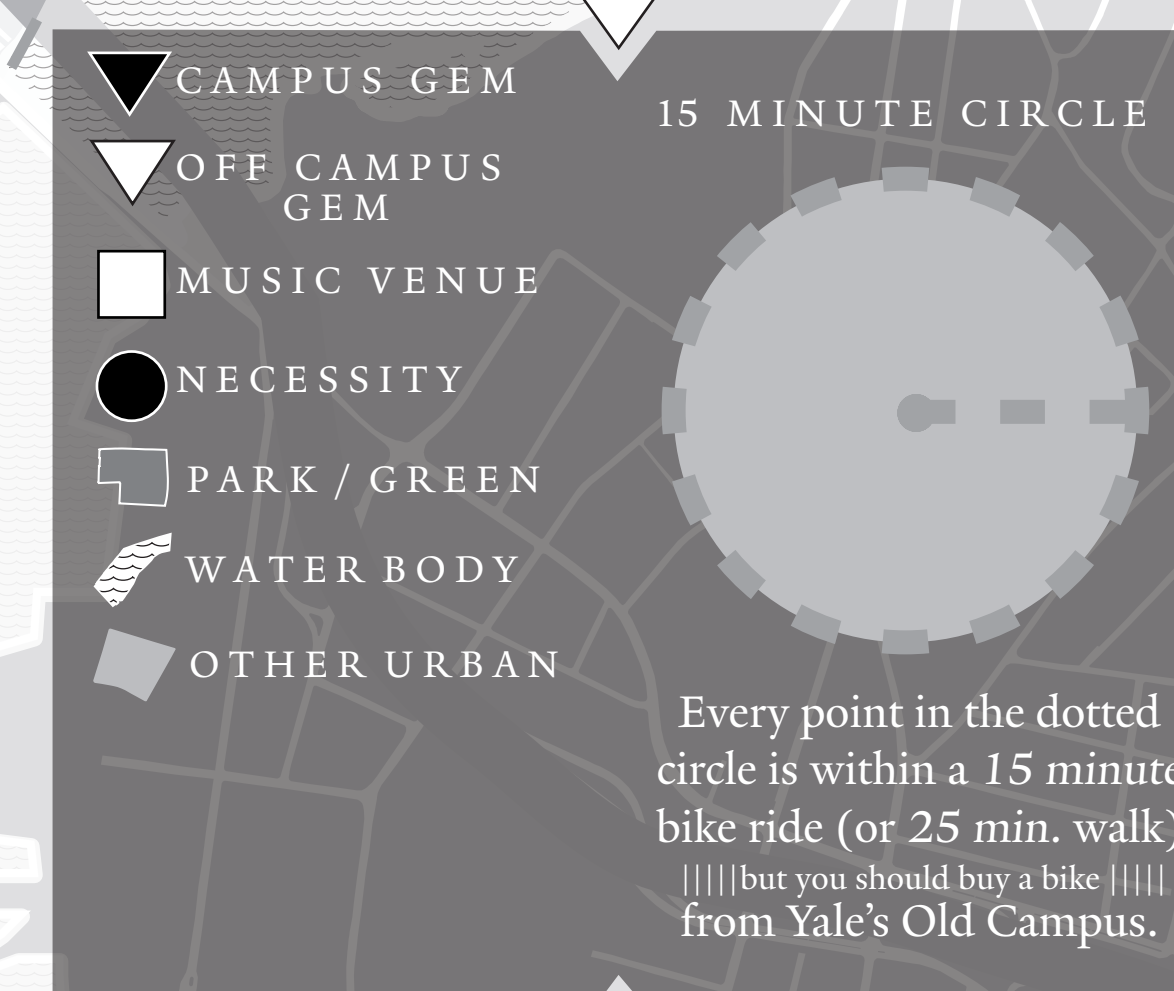 CAMPUS GEM
OFF CAMPUS
GEM
MUSIC VENUE
NECESSITY
PARK / GREEN
WATER BODY
OTHER URBAN
15 MINUTE CIRCLE
Every point in the dotted
circle is within a 15 minute
bike ride (or 25 min. walk)
|||||but you should buy a bike |||||
from Yale's Old Campus.